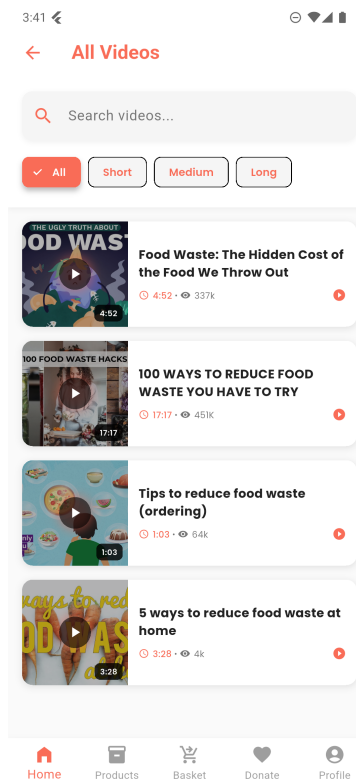 3:41
All Videos
Search videos...
All Short Medium Long
THE UGLY TRUTH ABOUT
OOD WAST
4:52
Food Waste: The Hidden Cost of
the Food We Throw Out
4:52 • 337k
100 FOOD WASTE HACKS
17:17
100 WAYS TO REDUCE FOOD
WASTE YOU HAVE TO TRY
17:17 • 451K
only
1:03
Tips to reduce food waste
(ordering)
1:03 • 64k
ways to red
OD WAS
3:28
5 ways to reduce food waste at
home
3:28 • 4k
Home Products Basket Donate Profile